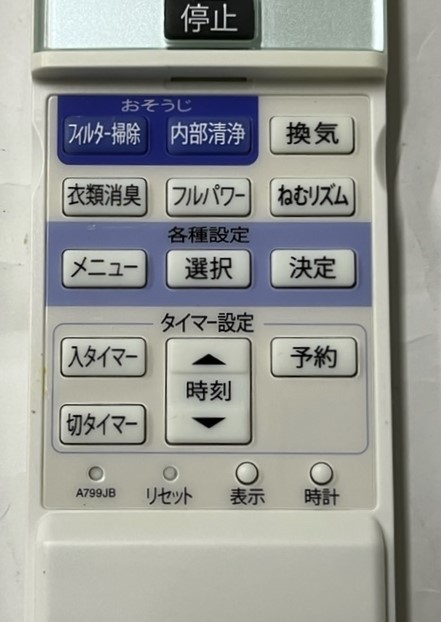 停止
おそうじ
フィルター掃除 内部清浄 換気
衣類消臭 フルパワー ねむリズム
各種設定
メニュー 選択 決定
タイマー設定
入タイマー 時刻 予約
切タイマー
A799JB リセット 表示 時計